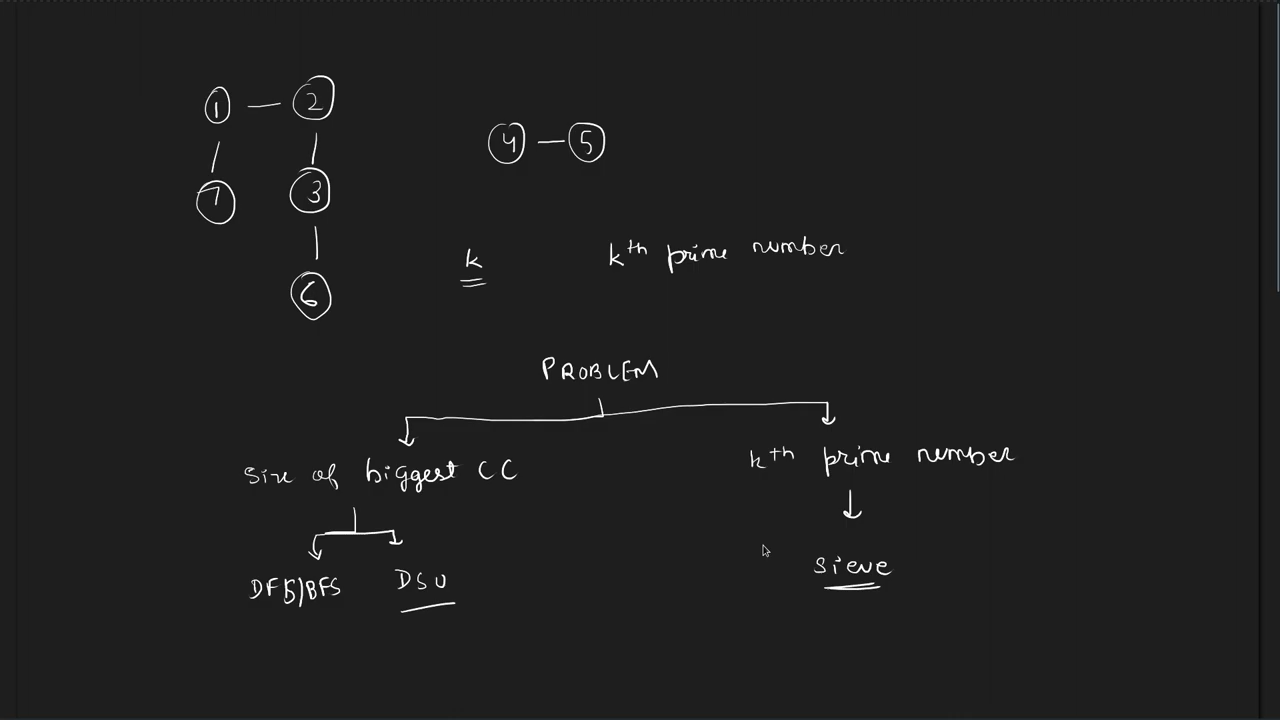 1 — 2
4 — 5
7 3
k kth prime number
6
PROBLEM
Size of biggest CC kth prime number
DFS/BFS DSU sieve